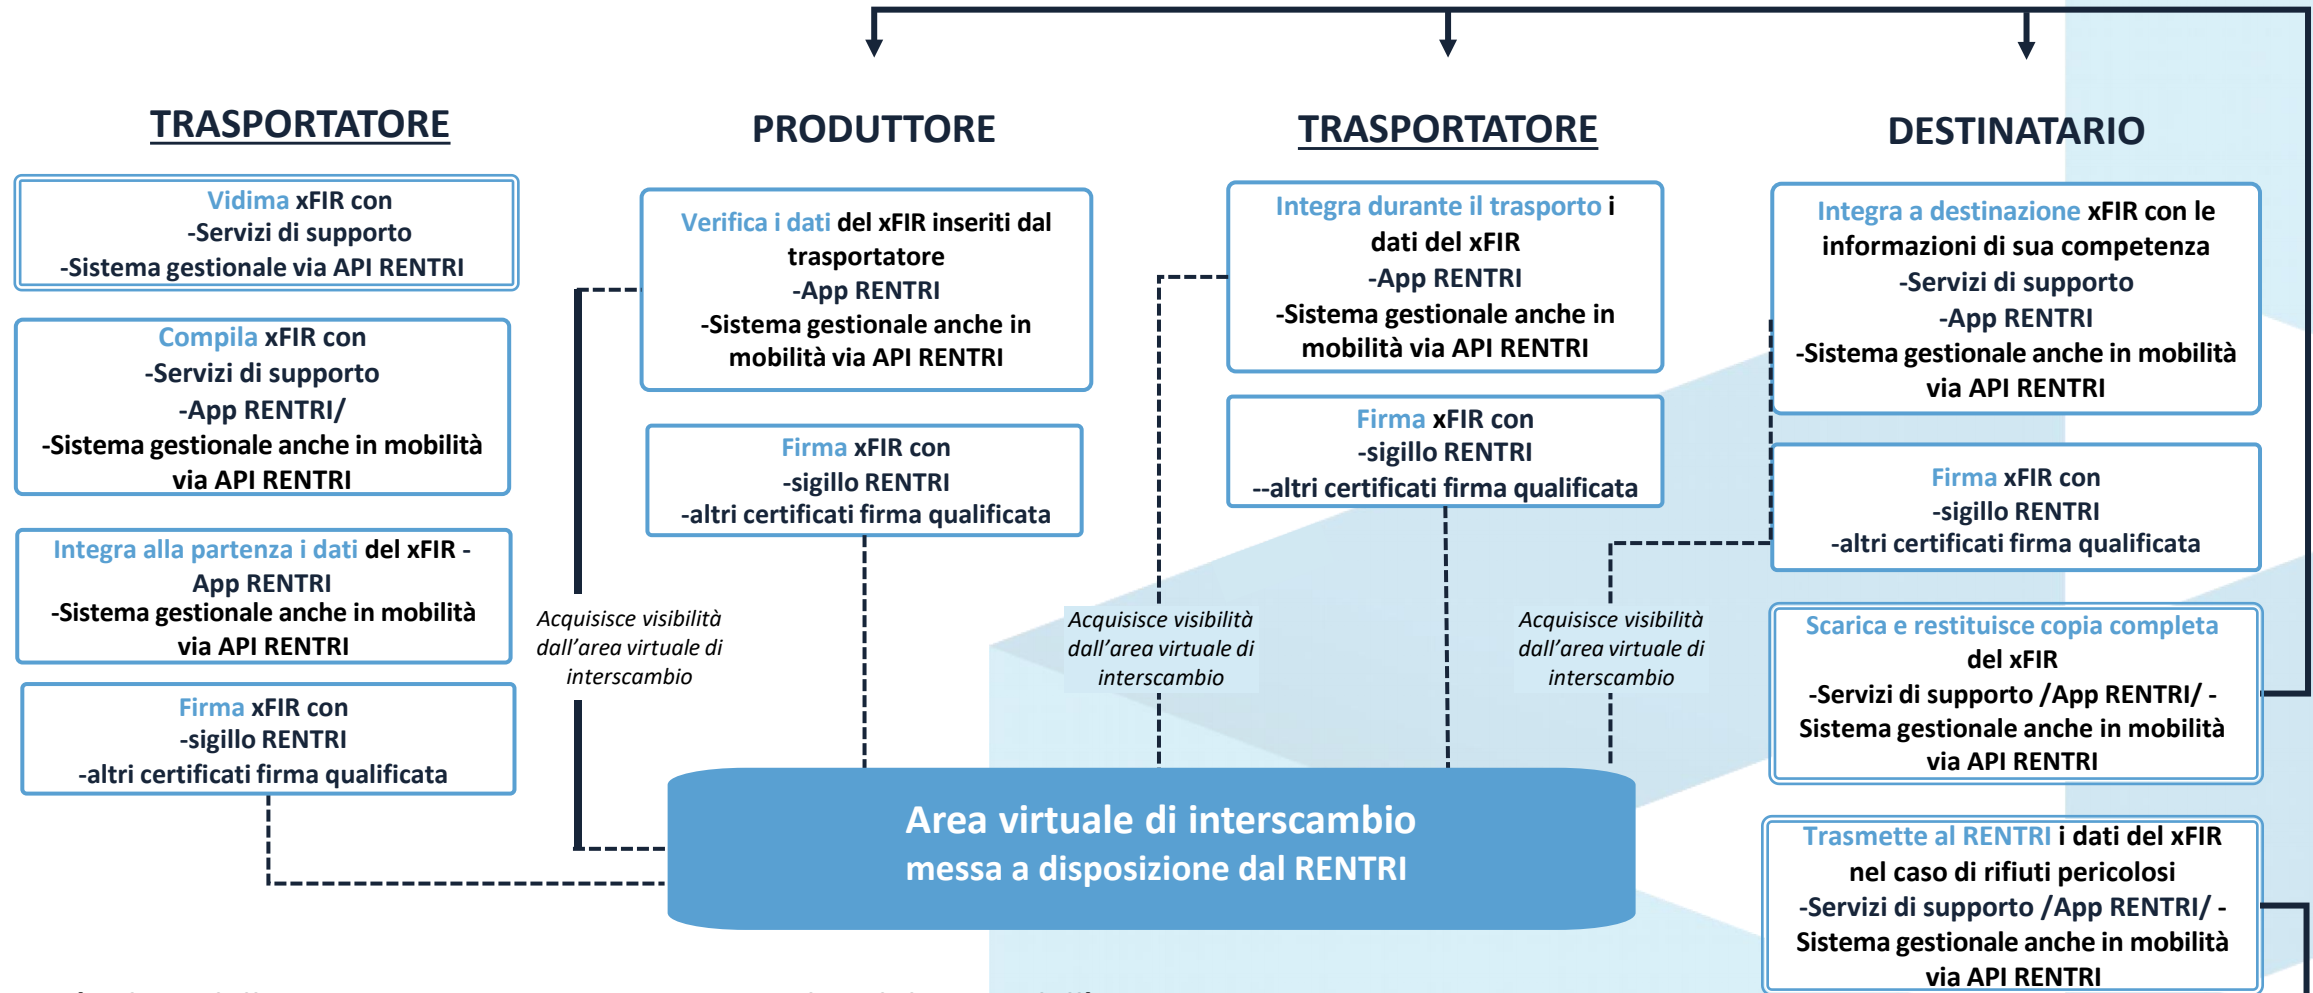 TRASPORTATORE
Vidima xFIR con
-Servizi di supporto
-Sistema gestionale via API RENTRI
Compila xFIR con
-Servizi di supporto
-App RENTRI/
-Sistema gestionale anche in mobilità
via API RENTRI
Integra alla partenza i dati del xFIR -
App RENTRI
-Sistema gestionale anche in mobilità
via API RENTRI
Firma xFIR con
-sigillo RENTRI
-altri certificati firma qualificata
PRODUTTORE
Verifica i dati del xFIR inseriti dal
trasportatore
-App RENTRI
-Sistema gestionale anche in
mobilità via API RENTRI
Firma xFIR con
-sigillo RENTRI
-altri certificati firma qualificata
Acquisisce visibilità
dall'area virtuale di
interscambio
TRASPORTATORE
Integra durante il trasporto i
dati del xFIR
-App RENTRI
-Sistema gestionale anche in
mobilità via API RENTRI
Firma xFIR con
-sigillo RENTRI
--altri certificati firma qualificata
Acquisisce visibilità
dall'area virtuale di
interscambio
DESTINATARIO
Integra a destinazione xFIR con le
informazioni di sua competenza
-Servizi di supporto
-App RENTRI
-Sistema gestionale anche in mobilità
via API RENTRI
Firma xFIR con
-sigillo RENTRI
-altri certificati firma qualificata
Acquisisce visibilità
dall'area virtuale di
interscambio
Scarica e restituisce copia completa
del xFIR
-Servizi di supporto /App RENTRI/ -
Sistema gestionale anche in mobilità
via API RENTRI
Trasmette al RENTRI i dati del xFIR
nel caso di rifiuti pericolosi
-Servizi di supporto /App RENTRI/ -
Sistema gestionale anche in mobilità
via API RENTRI
Area virtuale di interscambio
messa a disposizione dal RENTRI